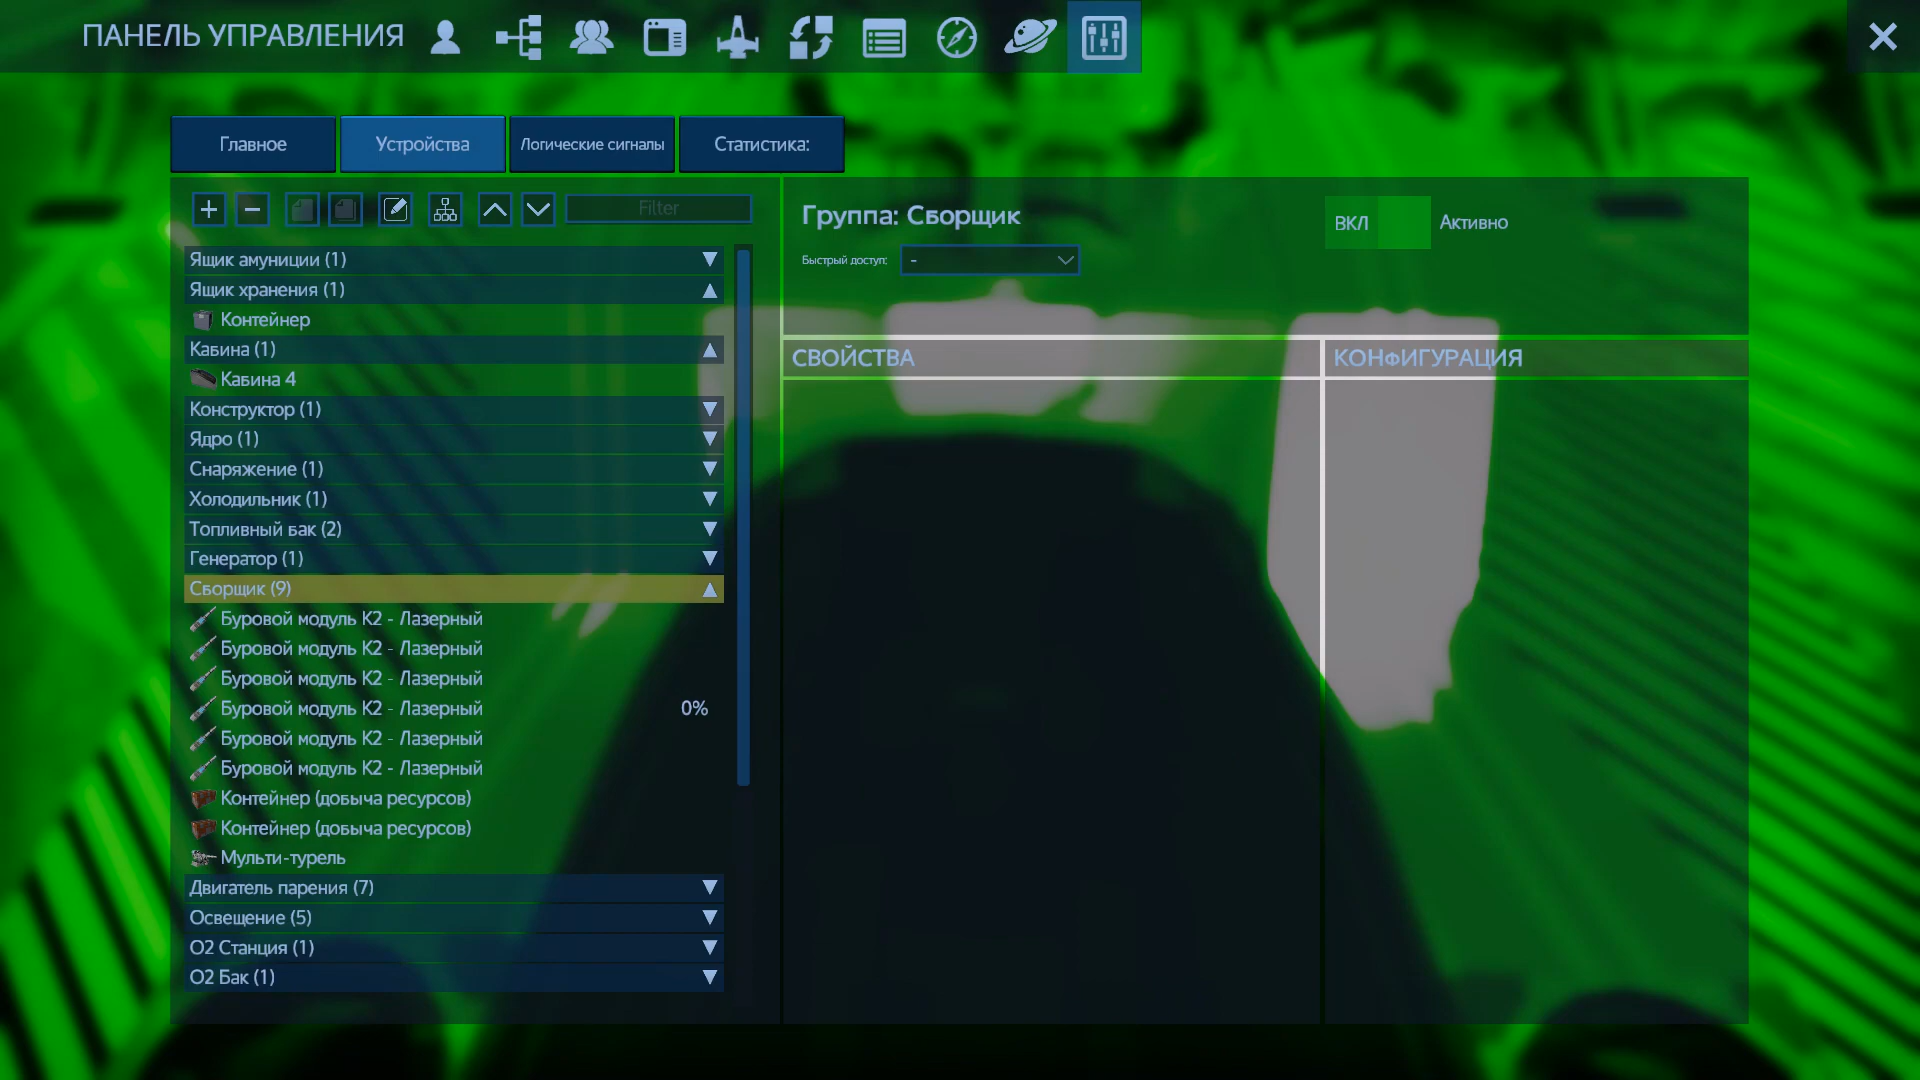 ПАНЕЛЬ УПРАВЛЕНИЯ
Главное
Устройства
Логические сигналы
Статистика:
Filter
Ящик амуниции (1)
Ящик хранения (1)
Контейнер
Кабина (1)
Кабина 4
Конструктор (1)
Ядро (1)
Снаряжение (1)
Холодильник (1)
Топливный бак (2)
Генератор (1)
Сборщик (9)
Буровой модуль К2 - Лазерный
Буровой модуль К2 - Лазерный
Буровой модуль К2 - Лазерный
Буровой модуль К2 - Лазерный 0%
Буровой модуль К2 - Лазерный
Буровой модуль К2 - Лазерный
Контейнер (добыча ресурсов)
Контейнер (добыча ресурсов)
Мульти-турель
Двигатель парения (7)
Освещение (5)
О2 Станция (1)
О2 Бак (1)
Группа: Сборщик
ВКЛ
Активно
Быстрый доступ: -
СВОЙСТВА
КОНфИГУРАЦИЯ